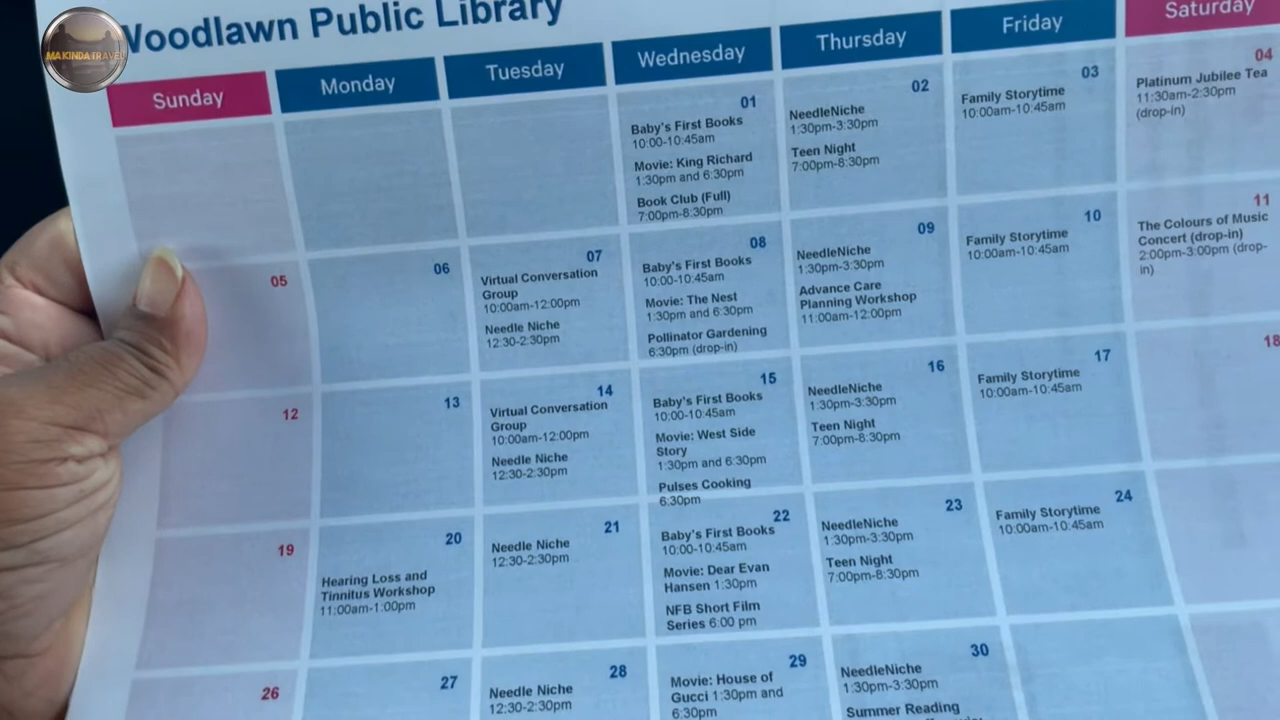 MAKINDA TRAVEL
Woodlawn Public Library
Sunday
Monday
Tuesday
Wednesday
Thursday
Friday
Saturday
01
Baby's First Books
10:00-10:45am
Movie: King Richard
1:30pm and 6:30pm
Book Club (Full)
7:00pm-8:30pm
02
NeedleNiche
1:30pm-3:30pm
Teen Night
7:00pm-8:30pm
03
Family Storytime
10:00am-10:45am
04
Platinum Jubilee Tea
11:30am-2:30pm
(drop-in)
05
06
07
Virtual Conversation
Group
10:00am-12:00pm
Needle Niche
12:30-2:30pm
08
Baby's First Books
10:00-10:45am
Movie: The Nest
1:30pm and 6:30pm
Pollinator Gardening
6:30pm (drop-in)
09
NeedleNiche
1:30pm-3:30pm
Advance Care
Planning Workshop
11:00am-12:00pm
10
Family Storytime
10:00am-10:45am
11
The Colours of Music
Concert (drop-in)
2:00pm-3:00pm (drop-
in)
12
13
14
Virtual Conversation
Group
10:00am-12:00pm
Needle Niche
12:30-2:30pm
15
Baby's First Books
10:00-10:45am
Movie: West Side
Story
1:30pm and 6:30pm
Pulses Cooking
6:30pm
16
NeedleNiche
1:30pm-3:30pm
Teen Night
7:00pm-8:30pm
17
Family Storytime
10:00am-10:45am
18
19
20
Hearing Loss and
Tinnitus Workshop
11:00am-1:00pm
21
Needle Niche
12:30-2:30pm
22
Baby's First Books
10:00-10:45am
Movie: Dear Evan
Hansen 1:30pm
NFB Short Film
Series 6:00 pm
23
NeedleNiche
1:30pm-3:30pm
Teen Night
7:00pm-8:30pm
24
Family Storytime
10:00am-10:45am
26
27
28
Needle Niche
12:30-2:30pm
29
Movie: House of
Gucci 1:30pm and
6:30pm
30
NeedleNiche
1:30pm-3:30pm
Summer Reading